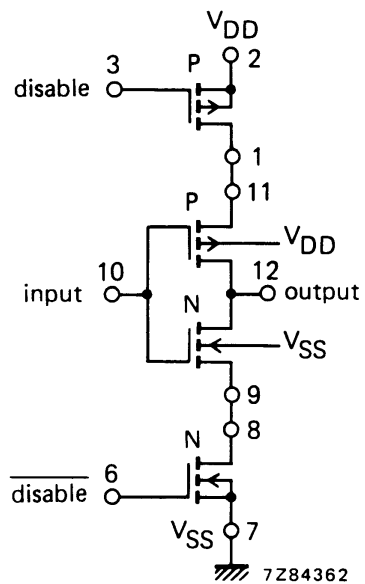 VDD
P 2
3
disable
1
P 11
VDD
10 12
input output
N
VSS
9
8
N
6
disable
VSS 7
7Z84362